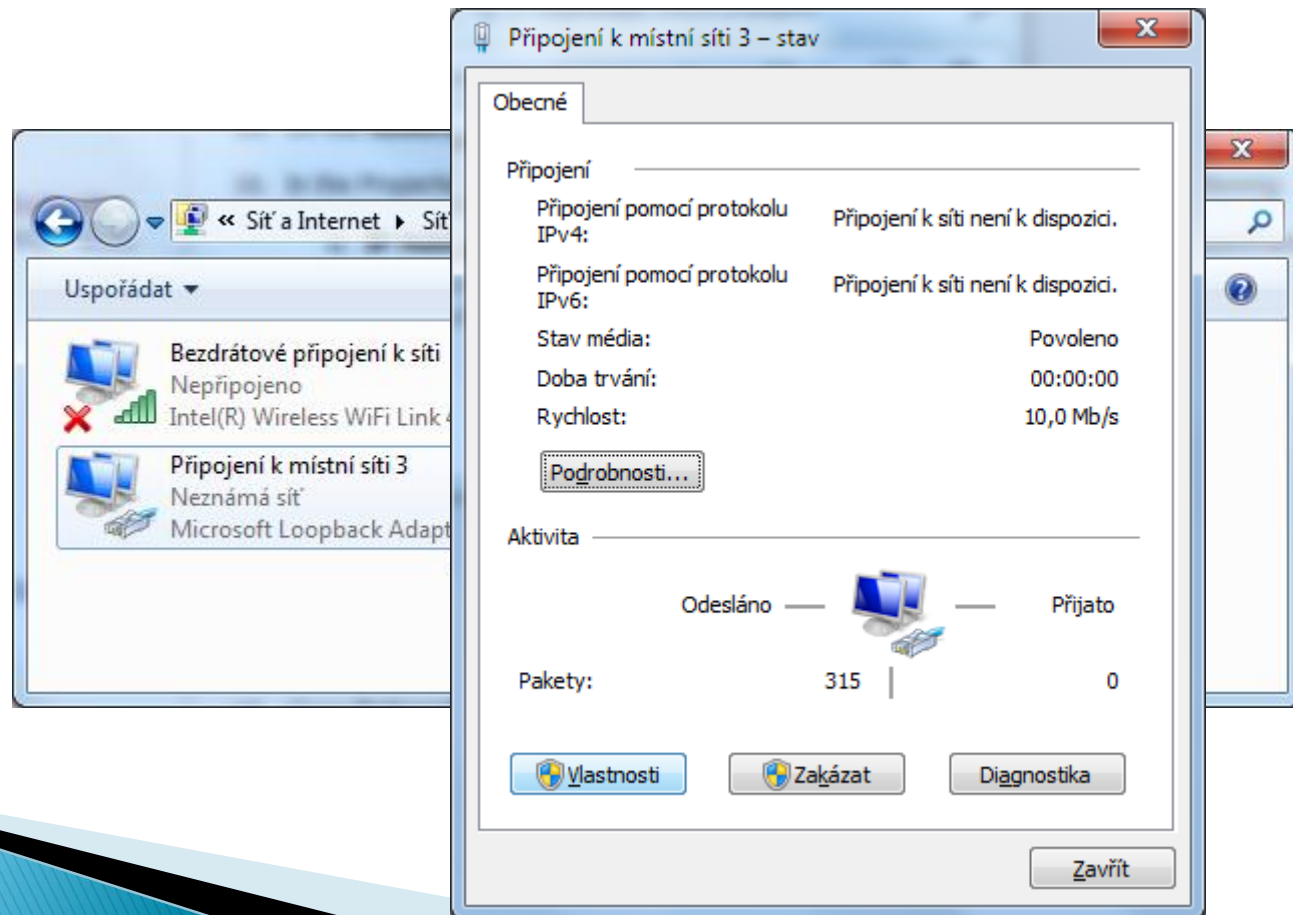 Připojení k místní síti 3 – stav
Obecné
Připojení
Připojení pomocí protokolu
IPv4:
Připojení k síti není k dispozici.
Připojení pomocí protokolu
IPv6:
Připojení k síti není k dispozici.
Stav média: Povoleno
Doba trvání: 00:00:00
Rychlost: 10,0 Mb/s
Podrobnosti...
Aktivita
Odesláno Přijato
Pakety: 315 0
Vlastnosti Zakázat Diagnostika
Zavřít
« Síť a Internet Síť
Uspořádat
Bezdrátové připojení k síti
Nepřipojeno
Intel(R) Wireless WiFi Link
Připojení k místní síti 3
Neznámá síť
Microsoft Loopback Adapt